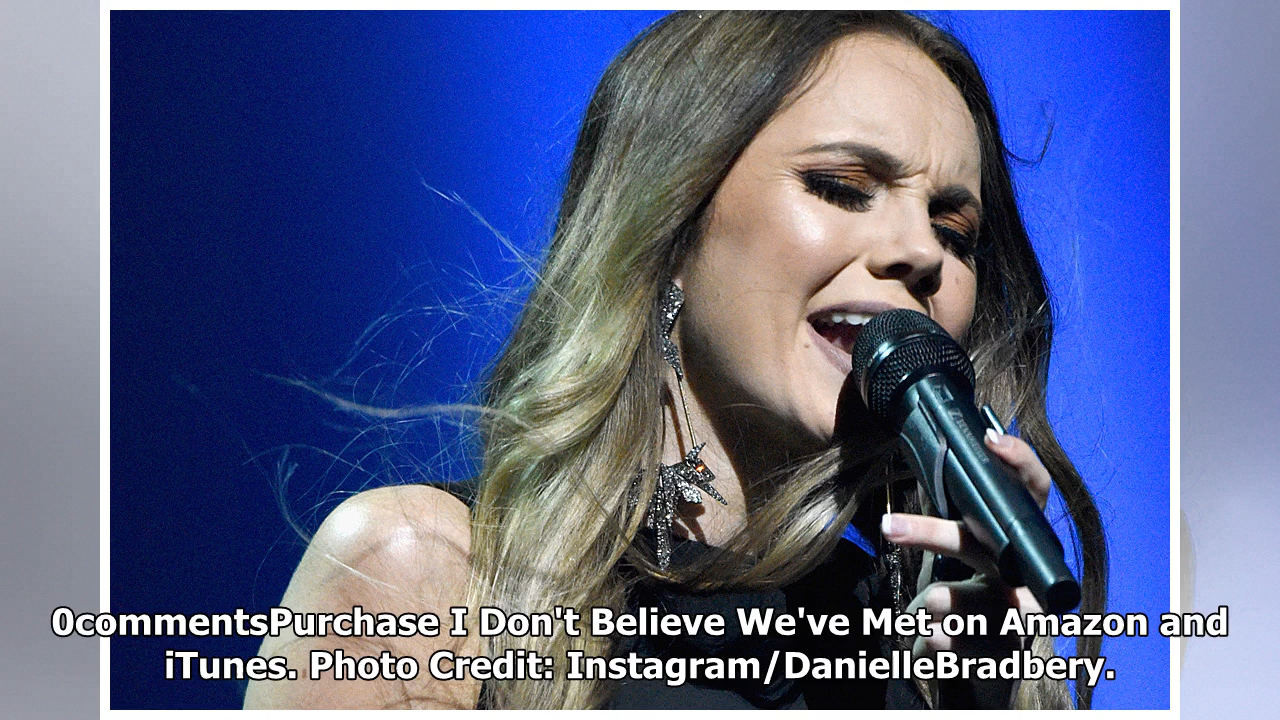 0commentsPurchase I Don't Believe We've Met on Amazon and
iTunes. Photo Credit: Instagram/DanielleBradbery.